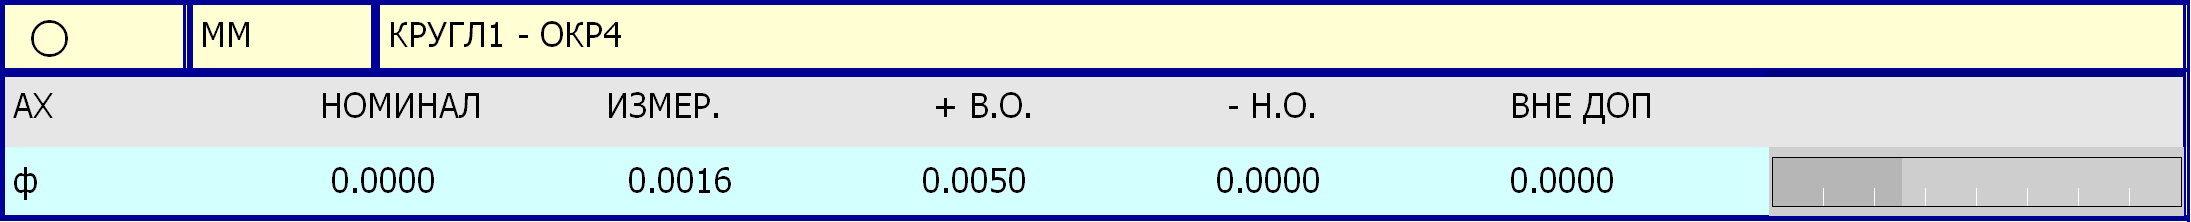 ММ КРУГЛ1 - ОКР4
АХ НОМИНАЛ ИЗМЕР. + В.О. - Н.О. ВНЕ ДОП
ф 0.0000 0.0016 0.0050 0.0000 0.0000